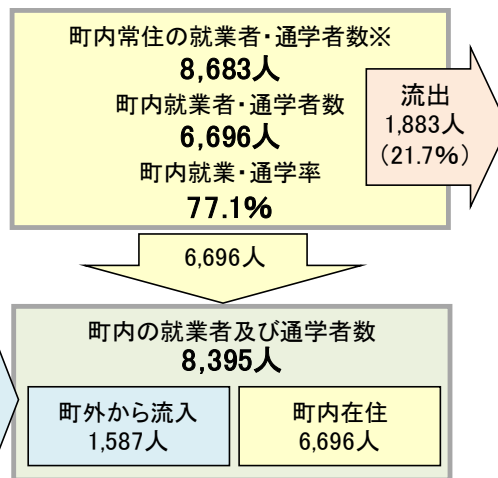 町内常住の就業者・通学者数※
8,683人
町内就業者・通学者数
6,696人
町内就業・通学率
77.1%
流出
1,883人
（21.7%）
6,696人
町内の就業者及び通学者数
8,395人
町外から流入
1,587人
町内在住
6,696人